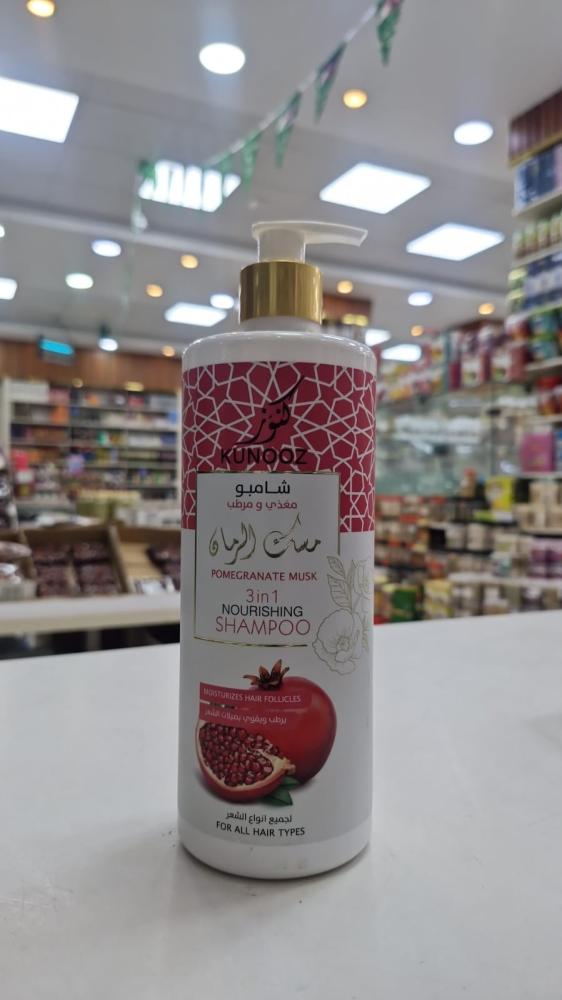 كنوز
KUNOOZ
شامبو
مغذي و مرطب
مسك الرمان
POMEGRANATE MUSK
3in1
NOURISHING
SHAMPOO
MOISTURIZES HAIR FOLLICLES
يرطب ويقوي بصيلات الشعر
لجميع انواع الشعر
FOR ALL HAIR TYPES